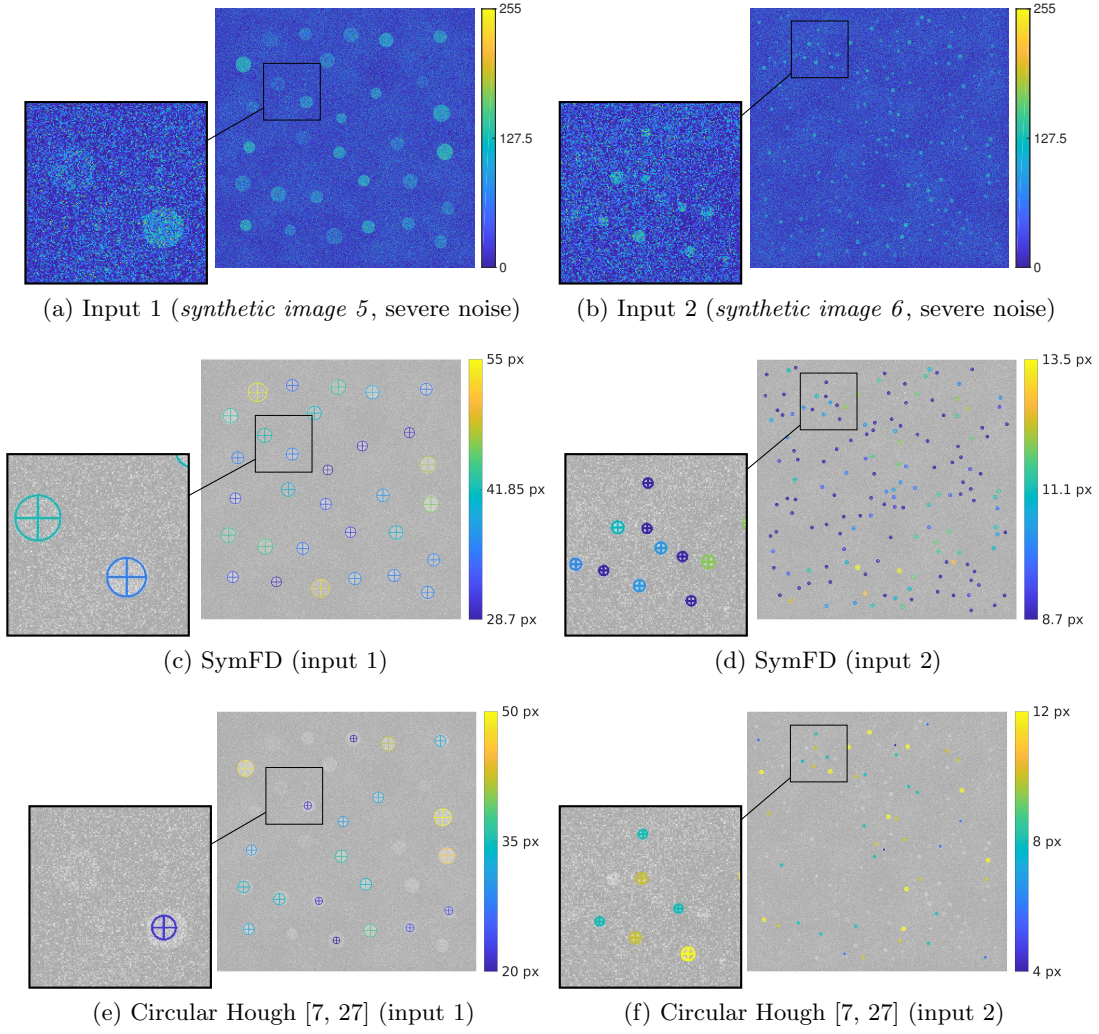 255
127.5
0
255
127.5
0
(a) Input 1 (synthetic image 5, severe noise)
(b) Input 2 (synthetic image 6, severe noise)
55 px
41.85 px
28.7 px
13.5 px
11.1 px
8.7 px
(c) SymFD (input 1)
(d) SymFD (input 2)
50 px
35 px
20 px
12 px
8 px
4 px
(e) Circular Hough [7, 27] (input 1)
(f) Circular Hough [7, 27] (input 2)